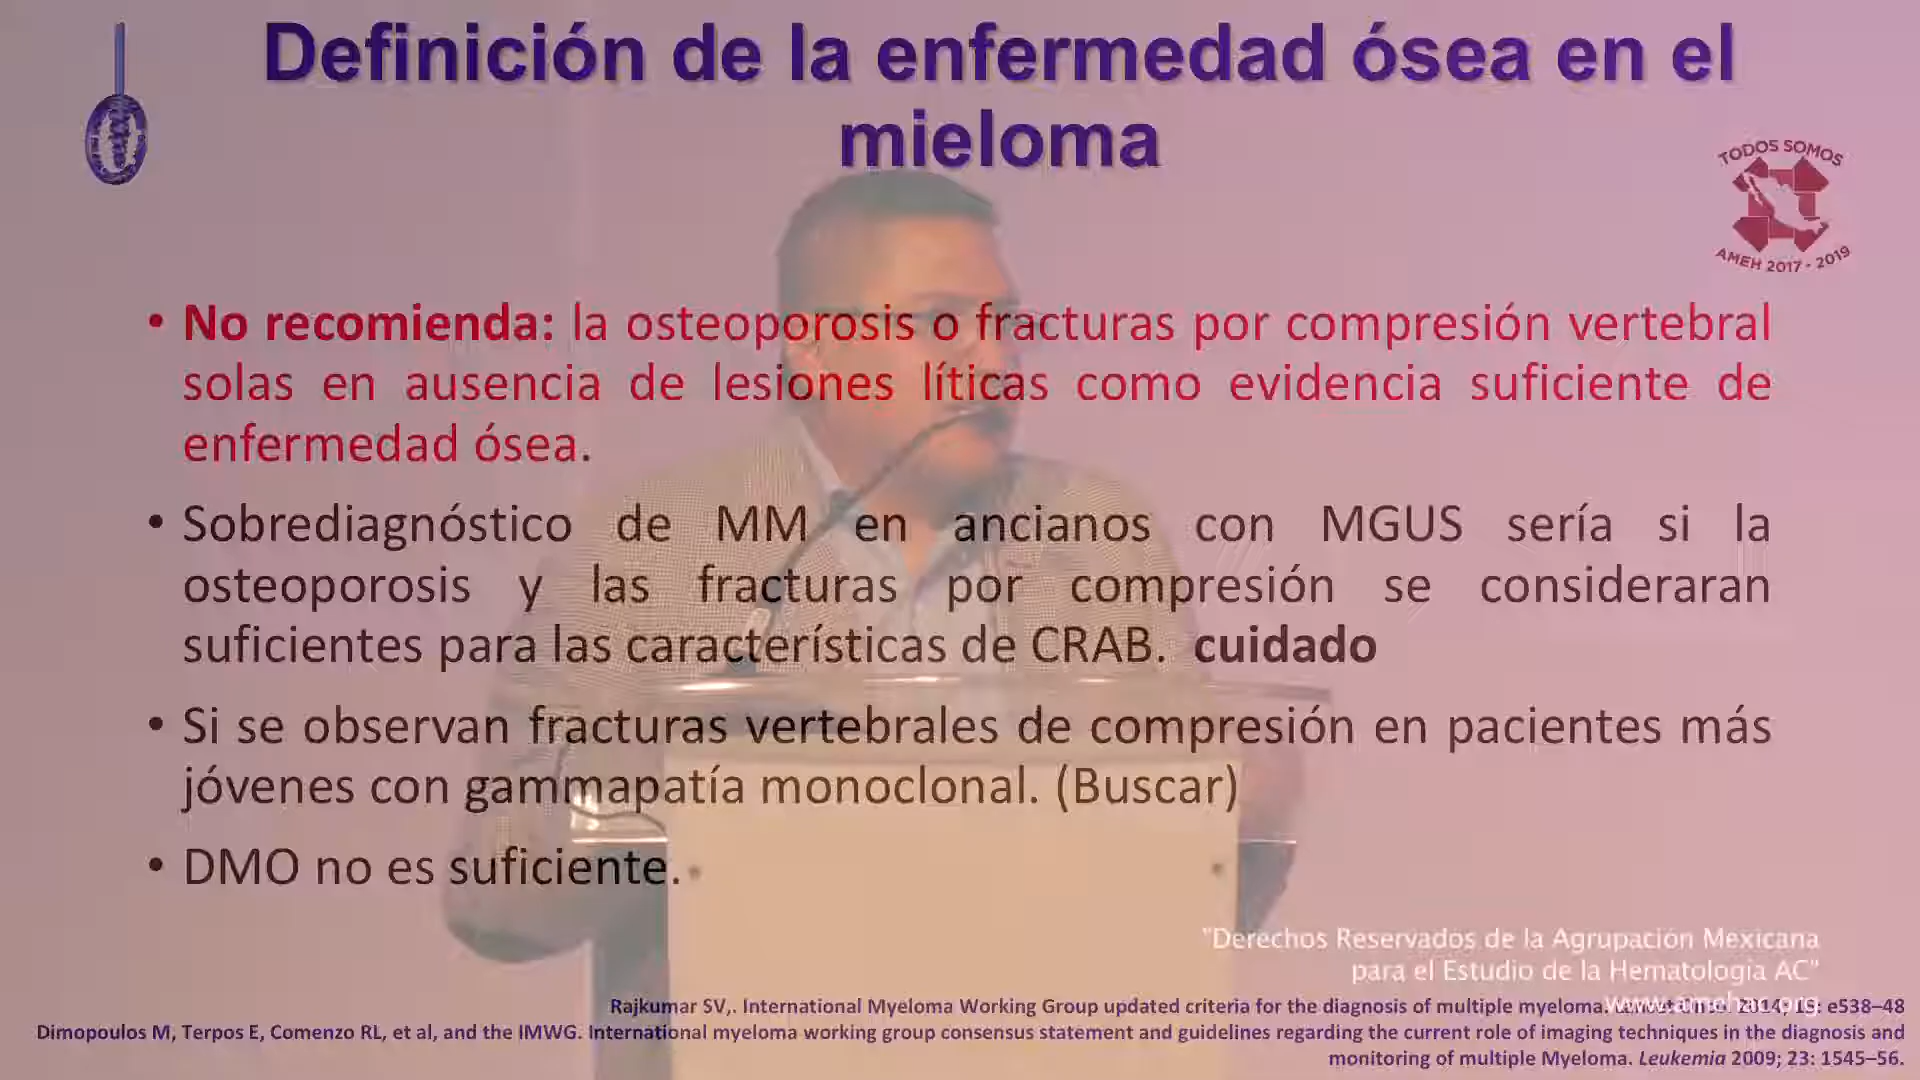 Definición de la enfermedad ósea en el
mieloma
TODOS SOMOS
AMEH 2017 - 2019
• No recomienda: la osteoporosis o fracturas por compresión vertebral
solas en ausencia de lesiones líticas como evidencia suficiente de
enfermedad ósea.
• Sobrediagnóstico de MM en ancianos con MGUS sería si la
osteoporosis y las fracturas por compresión se consideraran
suficientes para las características de CRAB. cuidado
• Si se observan fracturas vertebrales de compresión en pacientes más
jóvenes con gammapatía monoclonal. (Buscar)
• DMO no es suficiente.
"Derechos Reservados de la Agrupación Mexicana
para el Estudio de la Hematología AC"
Rajkumar SV,. International Myeloma Working Group updated criteria for the diagnosis of multiple myeloma. 2014; 15: e538–48
Dimopoulos M, Terpos E, Comenzo RL, et al, and the IMWG. International myeloma working group consensus statement and guidelines regarding the current role of imaging techniques in the diagnosis and
monitoring of multiple Myeloma. Leukemia 2009; 23: 1545–56.